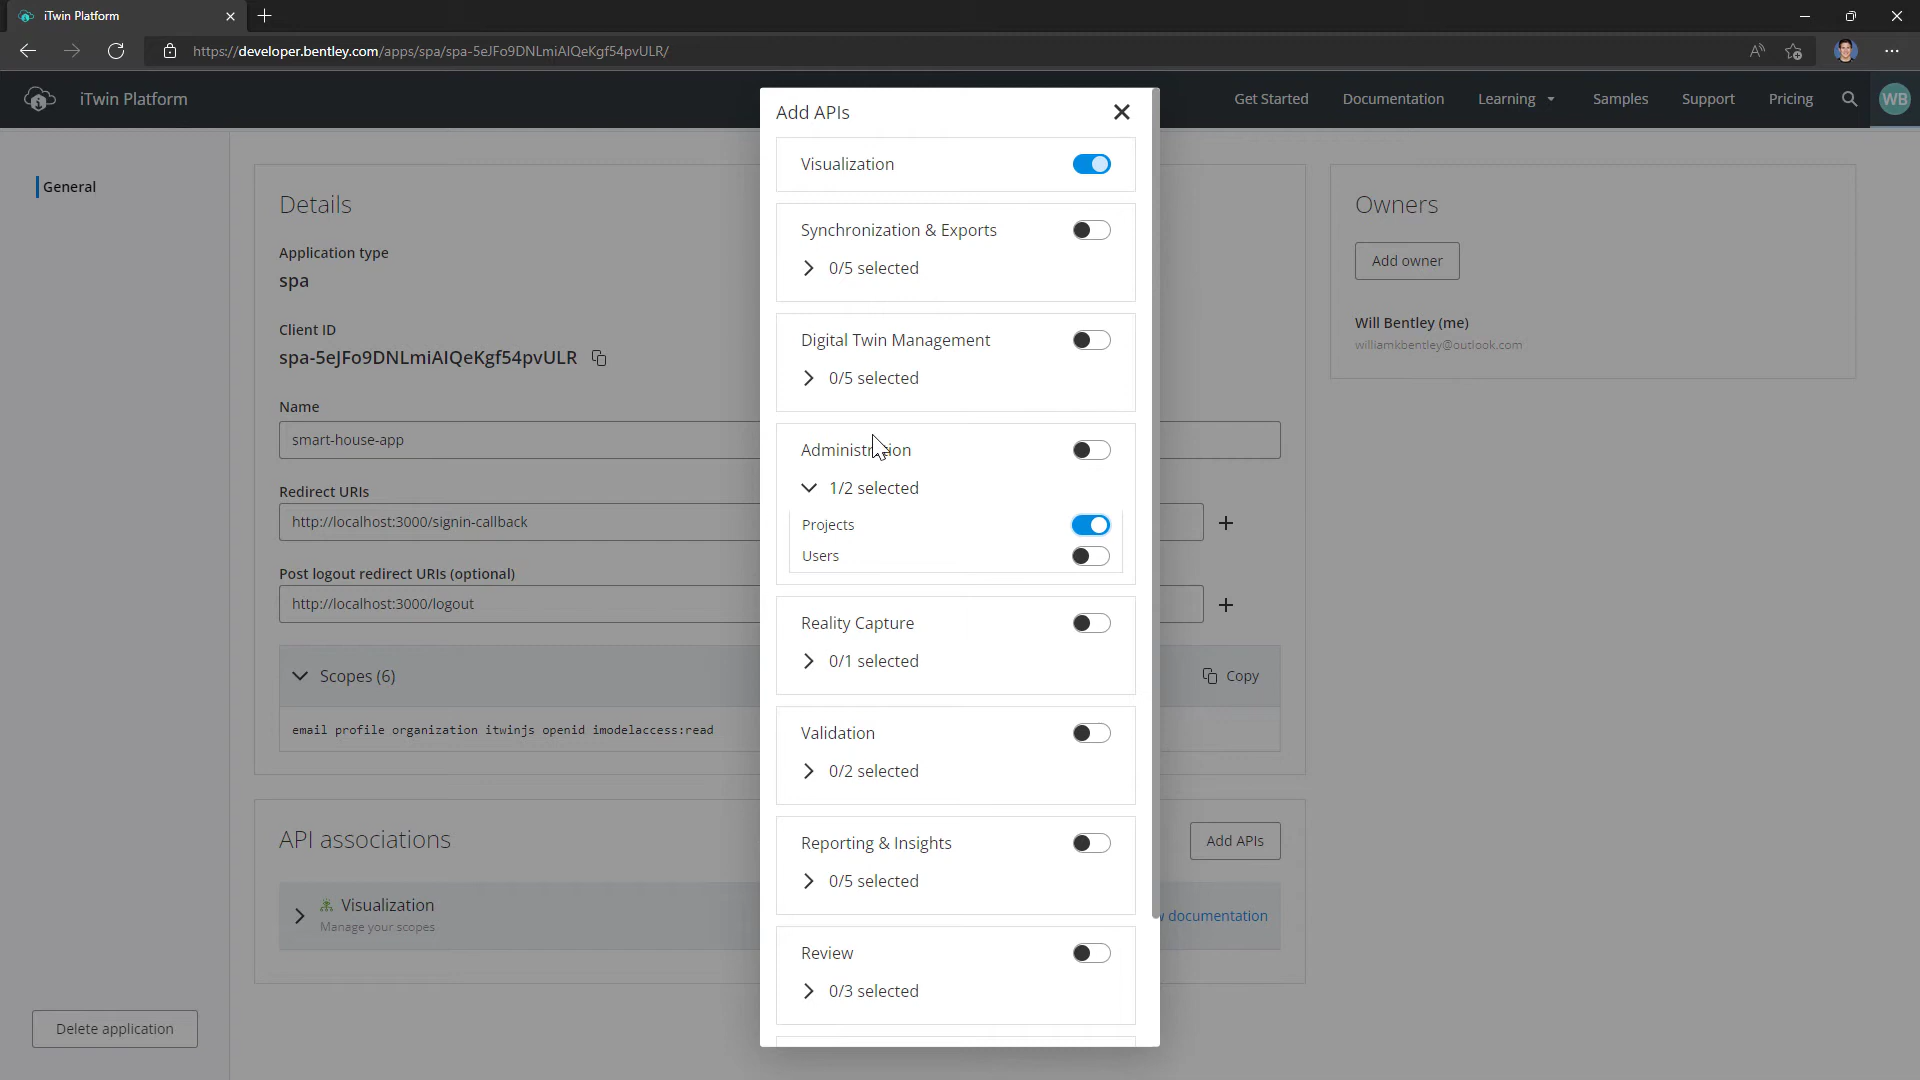 iTwin Platform
https://developer.bentley.com/apps/spa/spa-5eJFo9DNLmiAIQeKgf54pvULR/
iTwin Platform
Get Started
Documentation
Learning
Samples
Support
Pricing
WB
General
Details
Application type
spa
Client ID
spa-5eJFo9DNLmiAIQeKgf54pvULR
Name
smart-house-app
Redirect URIs
http://localhost:3000/signin-callback
Post logout redirect URIs (optional)
http://localhost:3000/logout
Scopes (6)
Copy
email profile organization itwinjs openid imodelaccess:read
API associations
Add APIs
Visualization
Manage your scopes
documentation
Delete application
Add APIs
Visualization
Synchronization & Exports
0/5 selected
Digital Twin Management
0/5 selected
Administration
1/2 selected
Projects
Users
Reality Capture
0/1 selected
Validation
0/2 selected
Reporting & Insights
0/5 selected
Review
0/3 selected
Owners
Add owner
Will Bentley (me)
williamkbentley@outlook.com